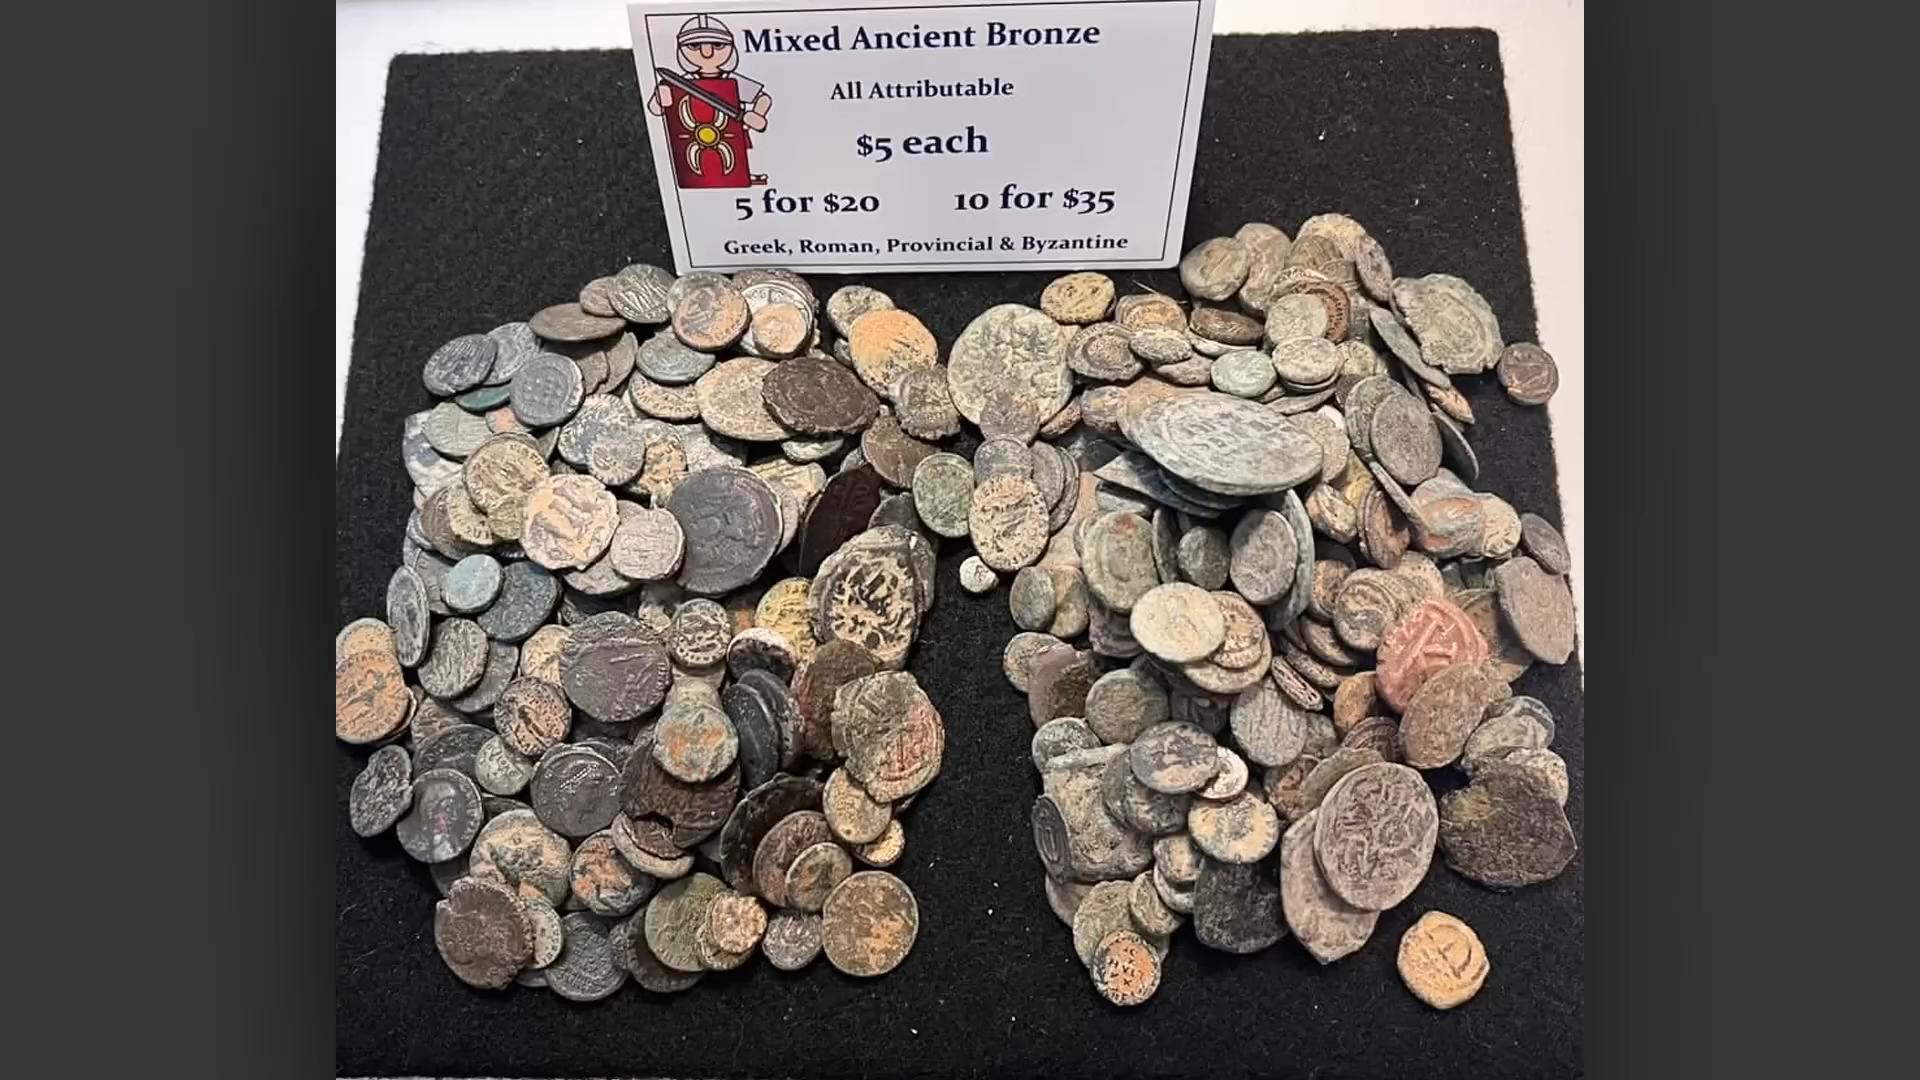 Mixed Ancient Bronze
All Attributable
$5 each
5 for $20 10 for $35
Greek, Roman, Provincial & Byzantine